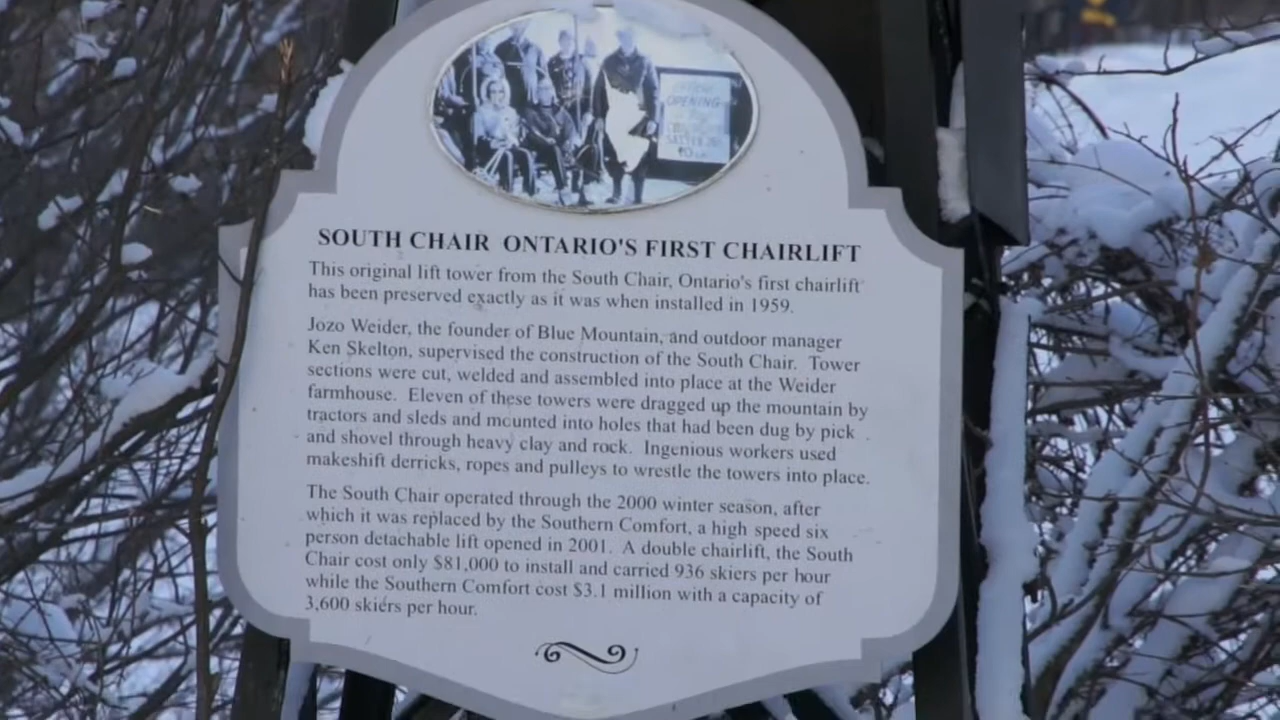 OPENING
SOUTH CHAIR ONTARIO'S FIRST CHAIRLIFT
This original lift tower from the South Chair, Ontario's first chairlift
has been preserved exactly as it was when installed in 1959.
Jozo Weider, the founder of Blue Mountain, and outdoor manager
Ken Skelton, supervised the construction of the South Chair. Tower
sections were cut, welded and assembled into place at the Weider
farmhouse. Eleven of these towers were dragged up the mountain by
tractors and sleds and mounted into holes that had been dug by pick
and shovel through heavy clay and rock. Ingenious workers used
makeshift derricks, ropes and pulleys to wrestle the towers into place.
The South Chair operated through the 2000 winter season, after
which it was replaced by the Southern Comfort, a high speed six
person detachable lift opened in 2001. A double chairlift, the South
Chair cost only $81,000 to install and carried 936 skiers per hour
while the Southern Comfort cost $3.1 million with a capacity of
3,600 skiers per hour.